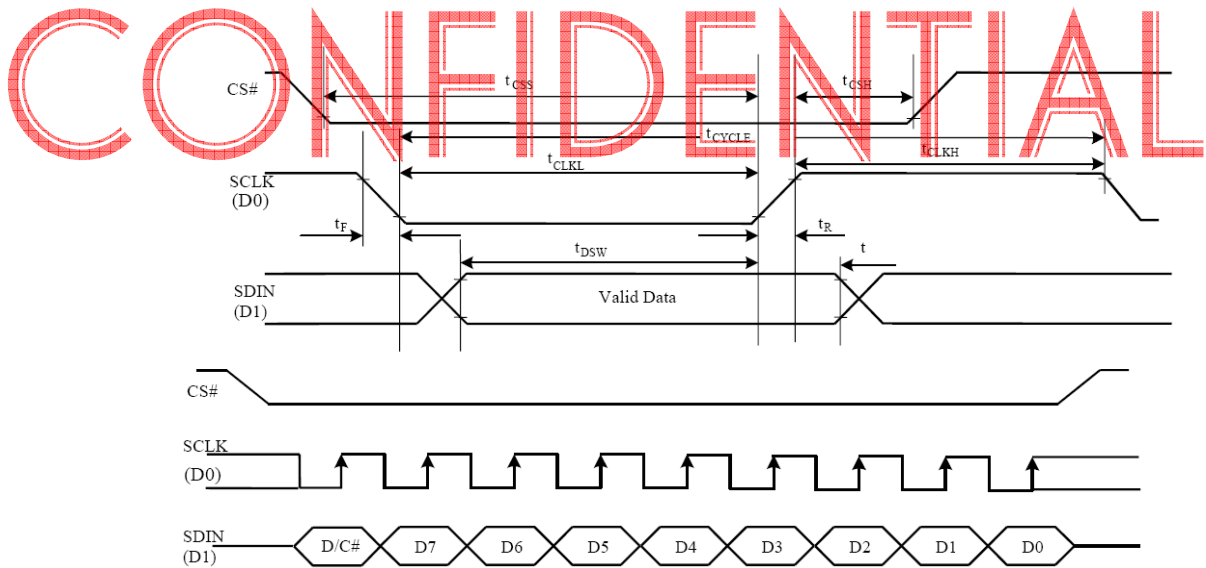 CONFIDENTIAL
CS#
tCSS
tCSH
tCYCLE
tCLKL
tCLKH
SCLK
(D0)
tF
tR
tDSW
t
SDIN
(D1)
Valid Data
CS#
SCLK
(D0)
SDIN
(D1)
D/C# D7 D6 D5 D4 D3 D2 D1 D0